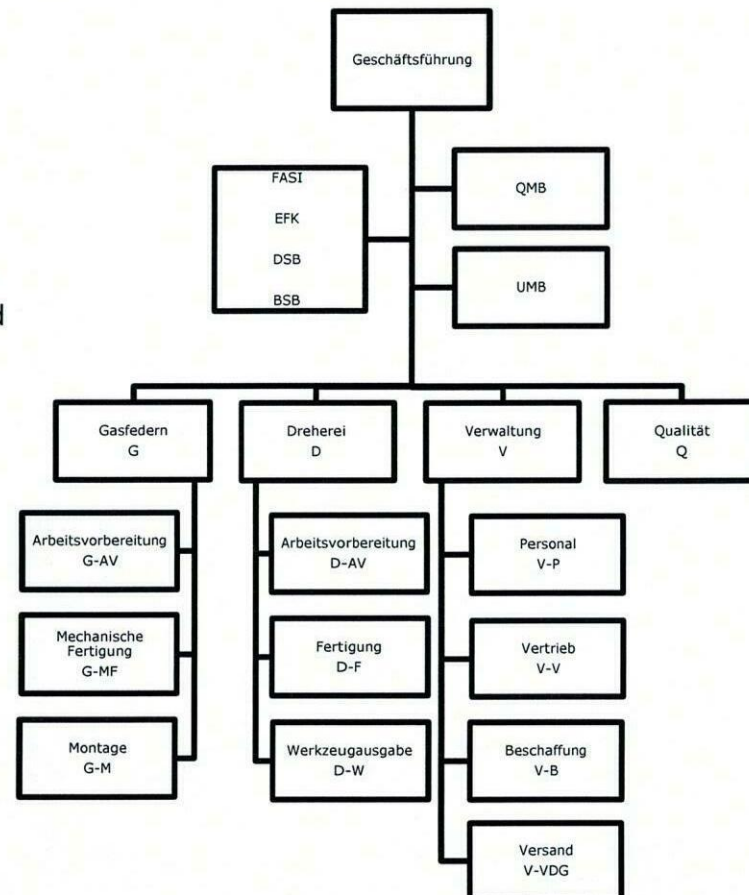 Geschäftsführung
FASI
EFK
DSB
BSB
QMB
UMB
d
Gasfedern
G
Dreherei
D
Verwaltung
V
Qualität
Q
Arbeitsvorbereitung
G-AV
Mechanische
Fertigung
G-MF
Montage
G-M
Arbeitsvorbereitung
D-AV
Fertigung
D-F
Werkzeugausgabe
D-W
Personal
V-P
Vertrieb
V-V
Beschaffung
V-B
Versand
V-VDG